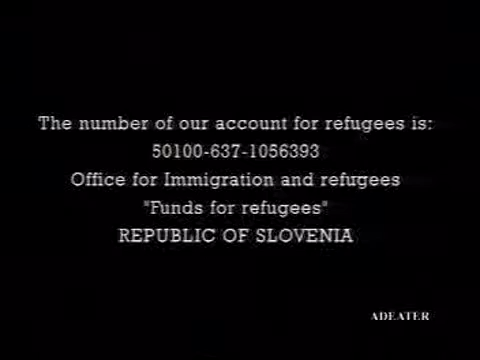 The number of our account for refugees is:
50100-637-1056393
Office for Immigration and refugees
"Funds for refugees"
REPUBLIC OF SLOVENIA
ADEATER